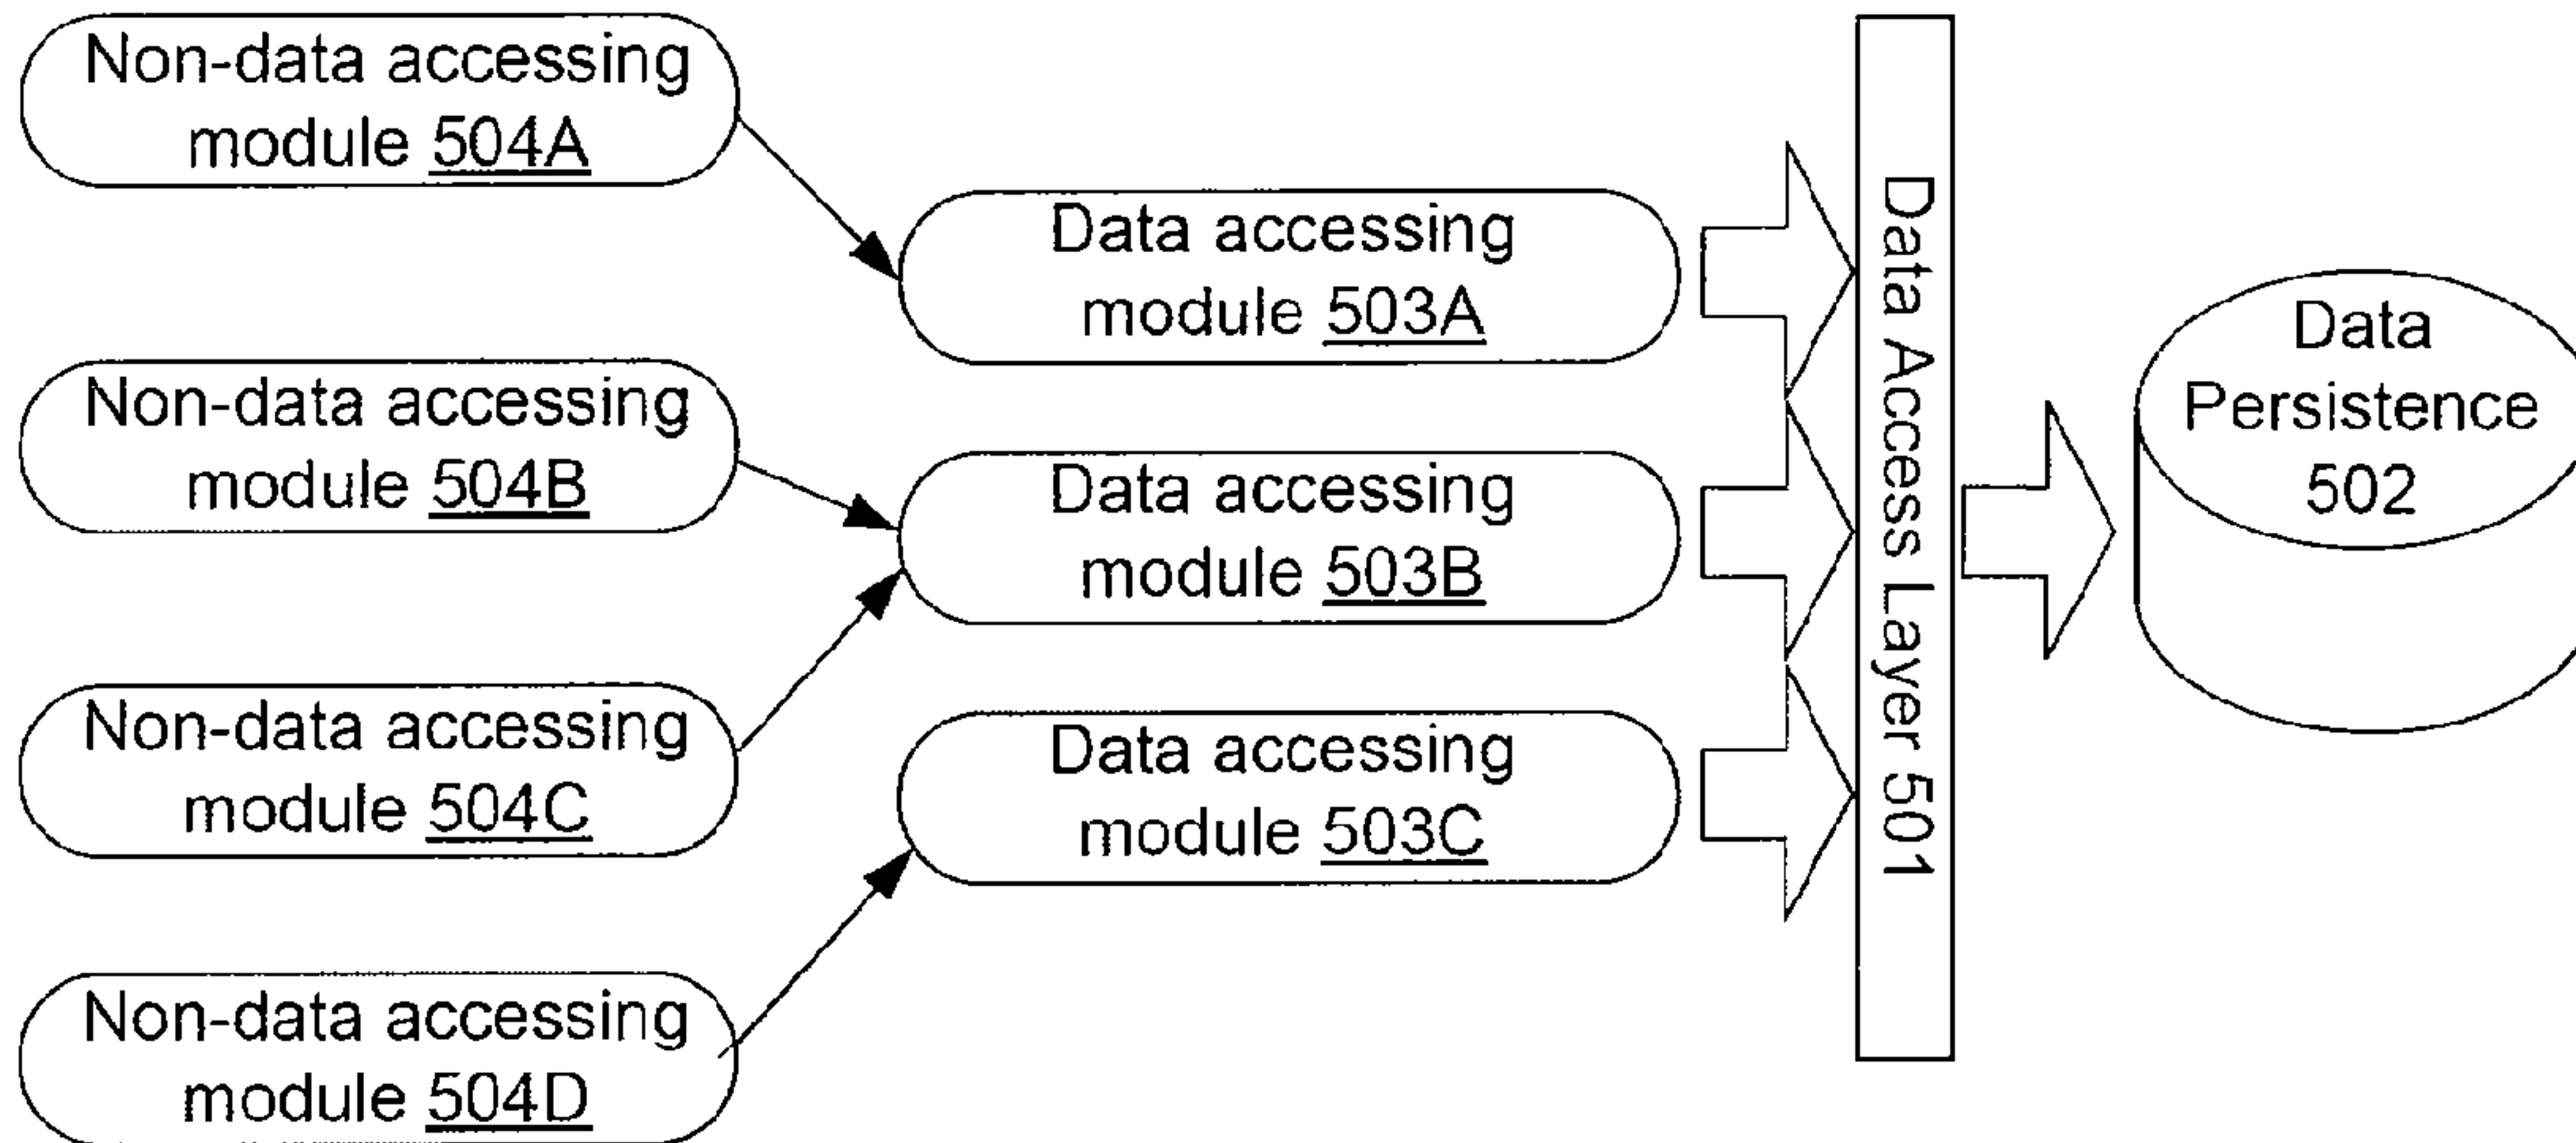 Non-data accessing
module 504A
Non-data accessing
module 504B
Non-data accessing
module 504C
Non-data accessing
module 504D
Data accessing
module 503A
Data accessing
module 503B
Data accessing
module 503C
Data Access Layer 501
Data
Persistence
502